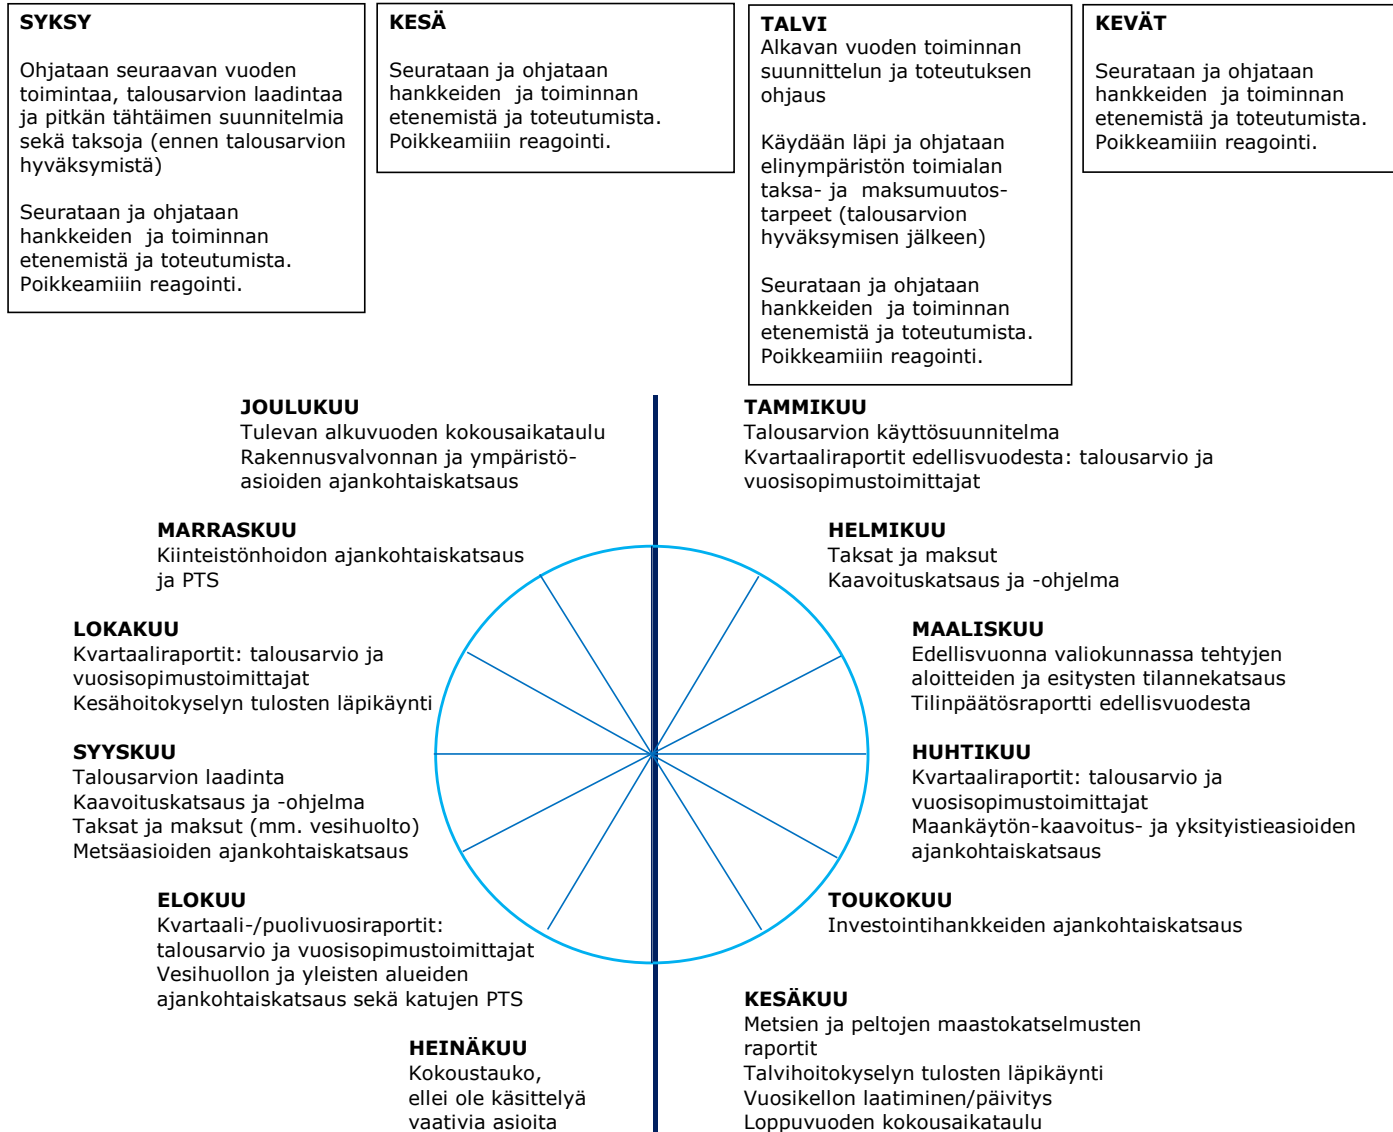 SYKSY
Ohjataan seuraavan vuoden
toimintaa, talousarvion laadintaa
ja pitkän tähtäimen suunnitelmia
sekä taksoja (ennen talousarvion
hyväksymistä)
Seurataan ja ohjataan
hankkeiden  ja toiminnan
etenemistä ja toteutumista.
Poikkeamiiin reagointi.
KESÄ
Seurataan ja ohjataan
hankkeiden  ja toiminnan
etenemistä ja toteutumista.
Poikkeamiiin reagointi.
TALVI
Alkavan vuoden toiminnan
suunnittelun ja toteutuksen
ohjaus
Käydään läpi ja ohjataan
elinympäristön toimialan
taksa- ja  maksumuutos-
tarpeet (talousarvion
hyväksymisen jälkeen)
Seurataan ja ohjataan
hankkeiden  ja toiminnan
etenemistä ja toteutumista.
Poikkeamiiin reagointi.
KEVÄT
Seurataan ja ohjataan
hankkeiden  ja toiminnan
etenemistä ja toteutumista.
Poikkeamiiin reagointi.
JOULUKUU
Tulevan alkuvuoden kokousaikataulu
Rakennusvalvonnan ja ympäristö-
asioiden ajankohtaiskatsaus
TAMMIKUU
Talousarvion käyttösuunnitelma
Kvartaaliraportit edellisvuodesta: talousarvio ja
vuosisopimustoimittajat
MARRASKUU
Kiinteistönhoidon ajankohtaiskatsaus
ja PTS
HELMIKUU
Taksat ja maksut
Kaavoituskatsaus ja -ohjelma
LOKAKUU
Kvartaaliraportit: talousarvio ja
vuosisopimustoimittajat
Kesähoitokyselyn tulosten läpikäynti
MAALISKUU
Edellisvuonna valiokunnassa tehtyjen
aloitteiden ja esitysten tilannekatsaus
Tilinpäätösraportti edellisvuodesta
SYYSKUU
Talousarvion laadinta
Kaavoituskatsaus ja -ohjelma
Taksat ja maksut (mm. vesihuolto)
Metsäasioiden ajankohtaiskatsaus
HUHTIKUU
Kvartaaliraportit: talousarvio ja
vuosisopimustoimittajat
Maankäytön-kaavoitus- ja yksityistieasioiden
ajankohtaiskatsaus
ELOKUU
Kvartaali-/puolivuosiraportit:
talousarvio ja vuosisopimustoimittajat
Vesihuollon ja yleisten alueiden
ajankohtaiskatsaus sekä katujen PTS
TOUKOKUU
Investointihankkeiden ajankohtaiskatsaus
HEINÄKUU
Kokoustauko,
ellei ole käsittelyä
vaativia asioita
KESÄKUU
Metsien ja peltojen maastokatselmusten
raportit
Talvihoitokyselyn tulosten läpikäynti
Vuosikellon laatiminen/päivitys
Loppuvuoden kokousaikataulu